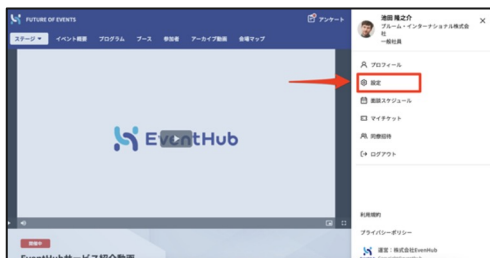 FUTURE OF EVENTS
アンケート
ステージ イベント概要 プログラム ブース 参加者 アーカイブ動画 会場マップ
EventHub
開催中
EventHubサービス紹介動画
池田 隆之介
ブルーム・インターナショナル株式会社
一般社員
プロフィール
設定
面談スケジュール
マイチケット
同僚招待
ログアウト
利用規約
プライバシーポリシー
運営：株式会社EventHub